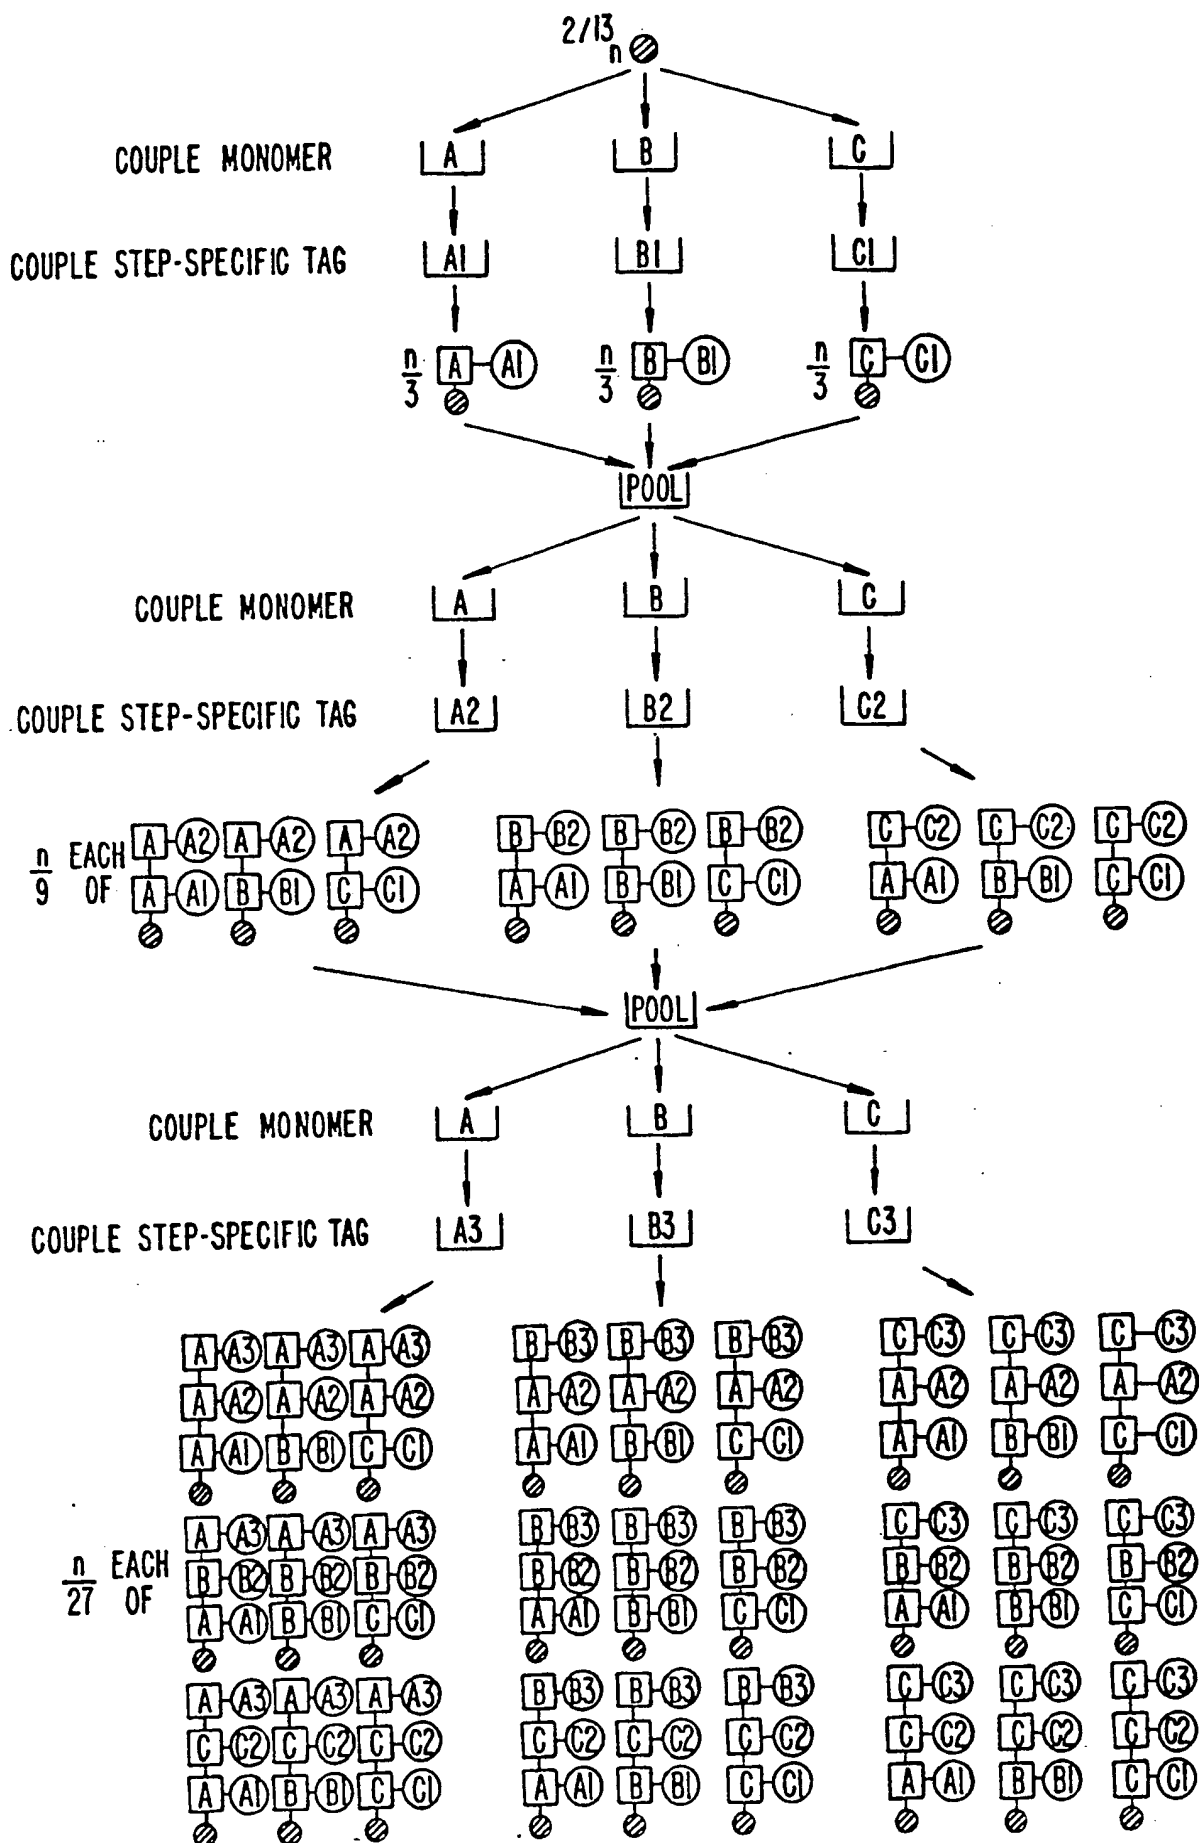 2/13
n
COUPLE MONOMER A B C
COUPLE STEP-SPECIFIC TAG A1 B1 C1
n/3 A A1 n/3 B B1 n/3 C C1
POOL
COUPLE MONOMER A B C
COUPLE STEP-SPECIFIC TAG A2 B2 C2
A A2 A A2 A A2 B B2 B B2 B B2 C C2 C C2 C C2
n/9 EACH OF
A A1 B B1 C C1 A A1 B B1 C C1 A A1 B B1 C C1
POOL
COUPLE MONOMER A B C
COUPLE STEP-SPECIFIC TAG A3 B3 C3
A A3 A A3 A A3 B B3 B B3 B B3 C C3 C C3 C C3
A A2 A A2 A A2 A A2 A A2 A A2 A A2 A A2 A A2
A A1 B B1 C C1 A A1 B B1 C C1 A A1 B B1 C C1
A A3 A A3 A A3 B B3 B B3 B B3 C C3 C C3 C C3
n/27 EACH OF
B B2 B B2 B B2 B B2 B B2 B B2 B B2 B B2 B B2
A A1 B B1 C C1 A A1 B B1 C C1 A A1 B B1 C C1
A A3 A A3 A A3 B B3 B B3 B B3 C C3 C C3 C C3
C C2 C C2 C C2 C C2 C C2 C C2 C C2 C C2 C C2
A A1 B B1 C C1 A A1 B B1 C C1 A A1 B B1 C C1